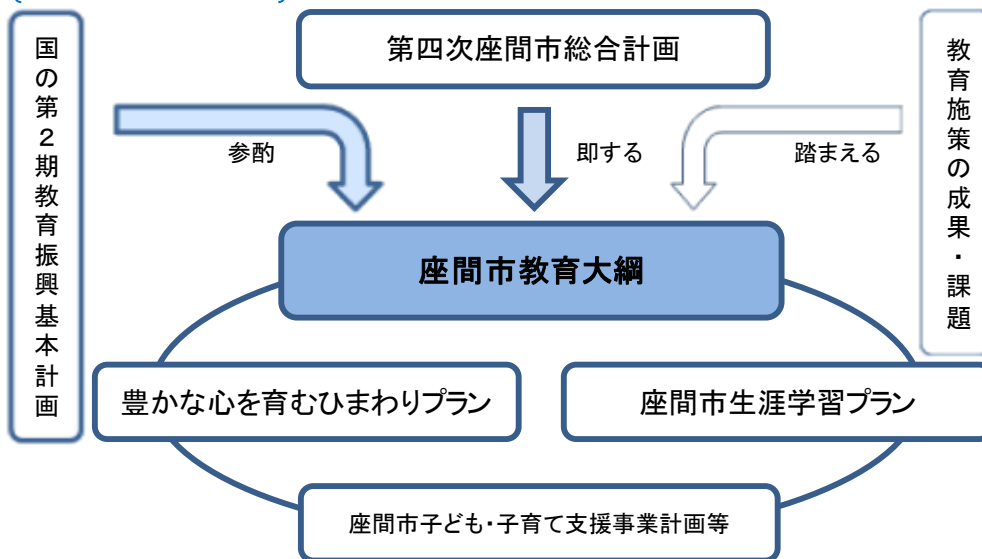 第四次座間市総合計画
国の第2期教育振興基本計画
教育施策の成果・課題
参酌
即する
踏まえる
座間市教育大綱
豊かな心を育むひまわりプラン
座間市生涯学習プラン
座間市子ども・子育て支援事業計画等